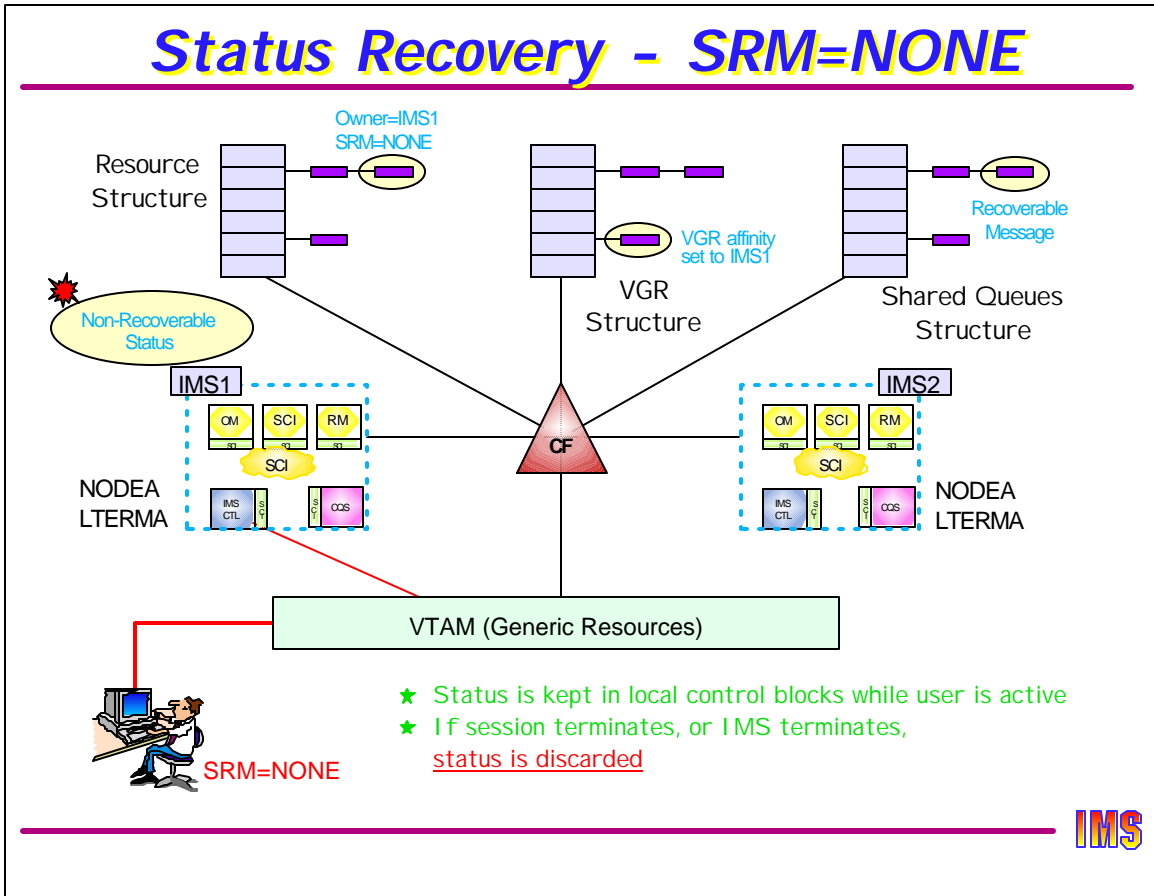 Status Recovery - SRM=NONE
Owner=IMS1
SRM=NONE
Resource
Structure
VGR affinity
set to IMS1
VGR
Structure
Recoverable
Message
Shared Queues
Structure
Non-Recoverable
Status
IMS1
OM
SCI
RM
SCI
NODEA
LTERMA
IMS
CTL
CQS
CF
IMS2
OM
SCI
RM
SCI
IMS
CTL
CQS
NODEA
LTERMA
VTAM (Generic Resources)
SRM=NONE
★ Status is kept in local control blocks while user is active
★ If session terminates, or IMS terminates,
status is discarded
IMS